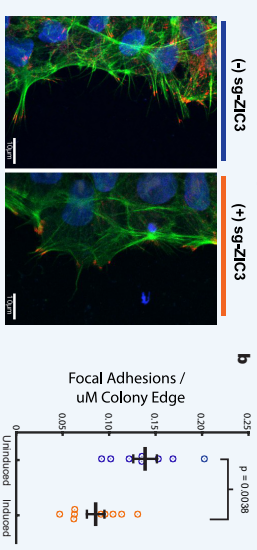 (-) sg-ZIC3
(+) sg-ZIC3
10µm
10µm
b
Focal Adhesions /
uM Colony Edge
0.25
0.20
0.15
0.10
0.05
0
p = 0.0038
Uninduced
Induced